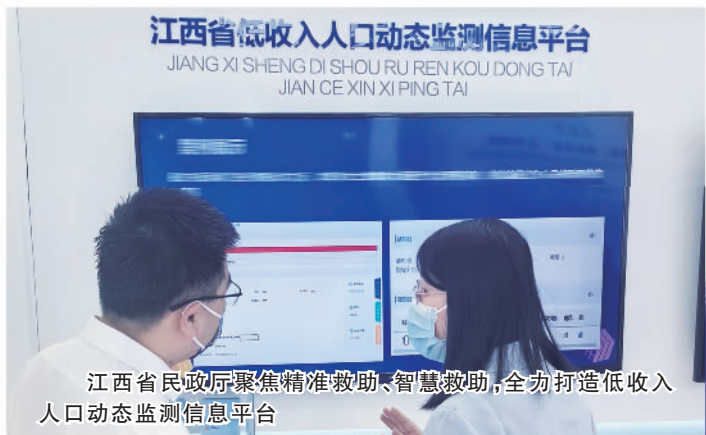 江西省低收入人口动态监测信息平台
JIANG XI SHENG DI SHOU RU REN KOU DONG TAI
JIAN CE XIN XI PING TAI
江西省民政厅聚焦精准救助、智慧救助，全力打造低收入
人口动态监测信息平台